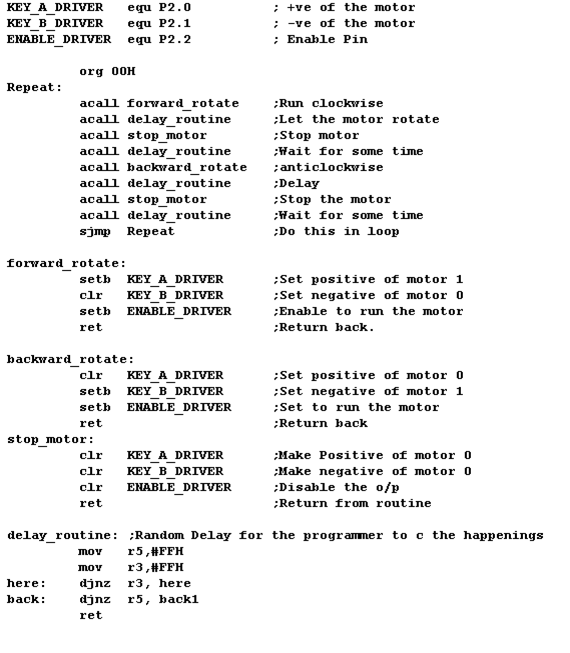 KEY_A_DRIVER equ P2.0 ; +ve of the motor
KEY_B_DRIVER equ P2.1 ; -ve of the motor
ENABLE_DRIVER equ P2.2 ; Enable Pin
org 00H
Repeat:
acall forward_rotate ;Run clockwise
acall delay_routine ;Let the motor rotate
acall stop_motor ;Stop motor
acall delay_routine ;Wait for some time
acall backward_rotate ;anticlockwise
acall delay_routine ;Delay
acall stop_motor ;Stop the motor
acall delay_routine ;Wait for some time
sjmp Repeat ;Do this in loop
forward_rotate:
setb KEY_A_DRIVER ;Set positive of motor 1
clr KEY_B_DRIVER ;Set negative of motor 0
setb ENABLE_DRIVER ;Enable to run the motor
ret ;Return back.
backward_rotate:
clr KEY_A_DRIVER ;Set positive of motor 0
setb KEY_B_DRIVER ;Set negative of motor 1
setb ENABLE_DRIVER ;Set to run the motor
ret ;Return back
stop_motor:
clr KEY_A_DRIVER ;Make Positive of motor 0
clr KEY_B_DRIVER ;Make negative of motor 0
clr ENABLE_DRIVER ;Disable the o/p
ret ;Return from routine
delay_routine: ;Random Delay for the programmer to c the happenings
mov r5,#FFH
mov r3,#FFH
here: djnz r3, here
back: djnz r5, back1
ret